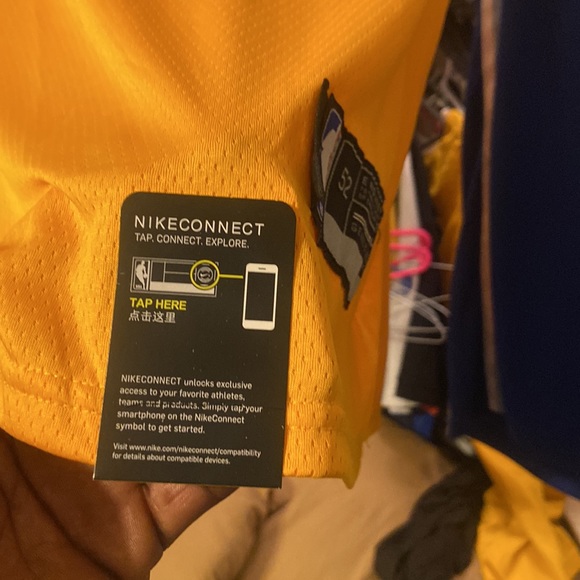 NIKECONNECT
TAP. CONNECT. EXPLORE.
TAP HERE
点击这里
NIKECONNECT unlocks exclusive
access to your favorite athletes,
teams and products. Simply tap your
smartphone on the NikeConnect
symbol to get started.
Visit www.nike.com/nikeconnect/compatibility
for details about compatible devices.
52